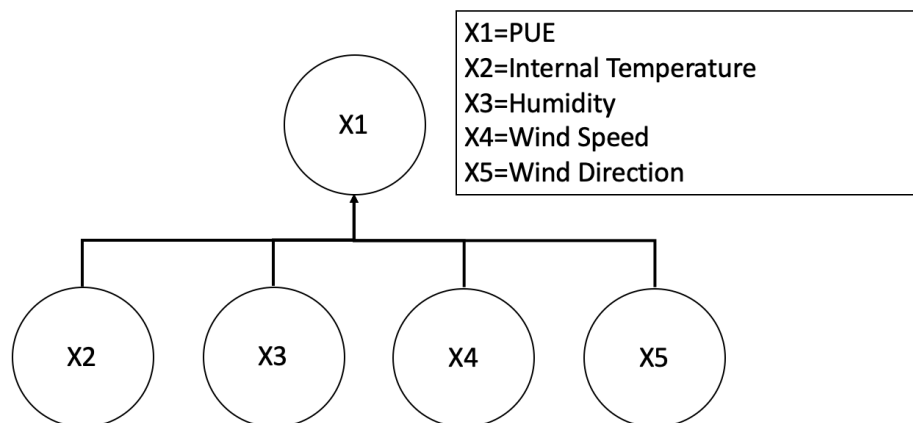 X1=PUE
X2=Internal Temperature
X3=Humidity
X4=Wind Speed
X5=Wind Direction
X1
X2 X3 X4 X5